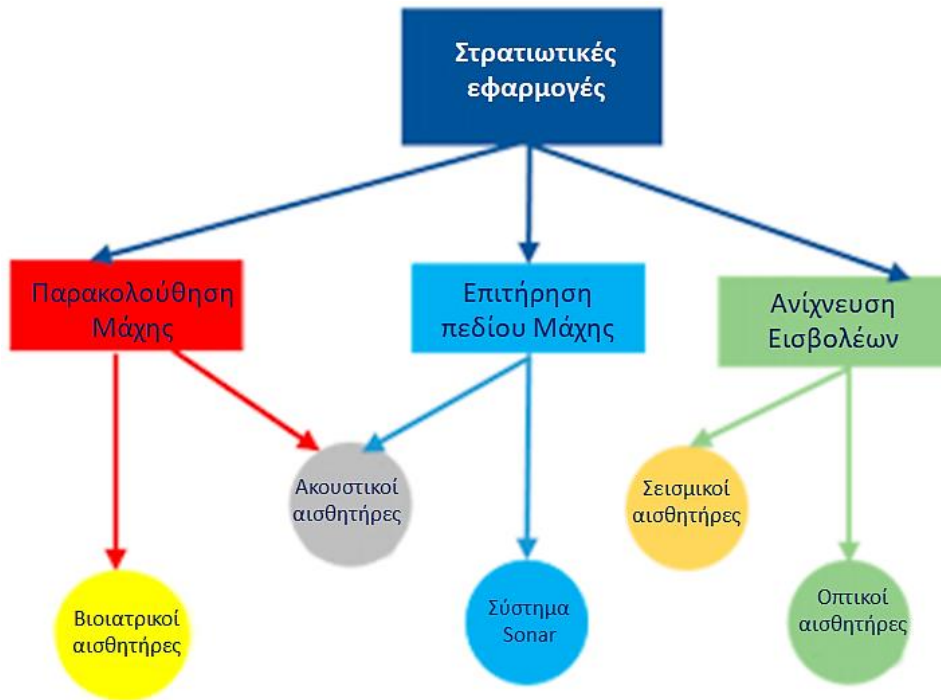 Στρατιωτικές
εφαρμογές
Παρακολούθηση
Μάχης
Επιτήρηση
πεδίου Μάχης
Ανίχνευση
Εισβολέων
Ακουστικοί
αισθητήρες
Σεισμικοί
αισθητήρες
Βιοιατρικοί
αισθητήρες
Σύστημα
Sonar
Οπτικοί
αισθητήρες